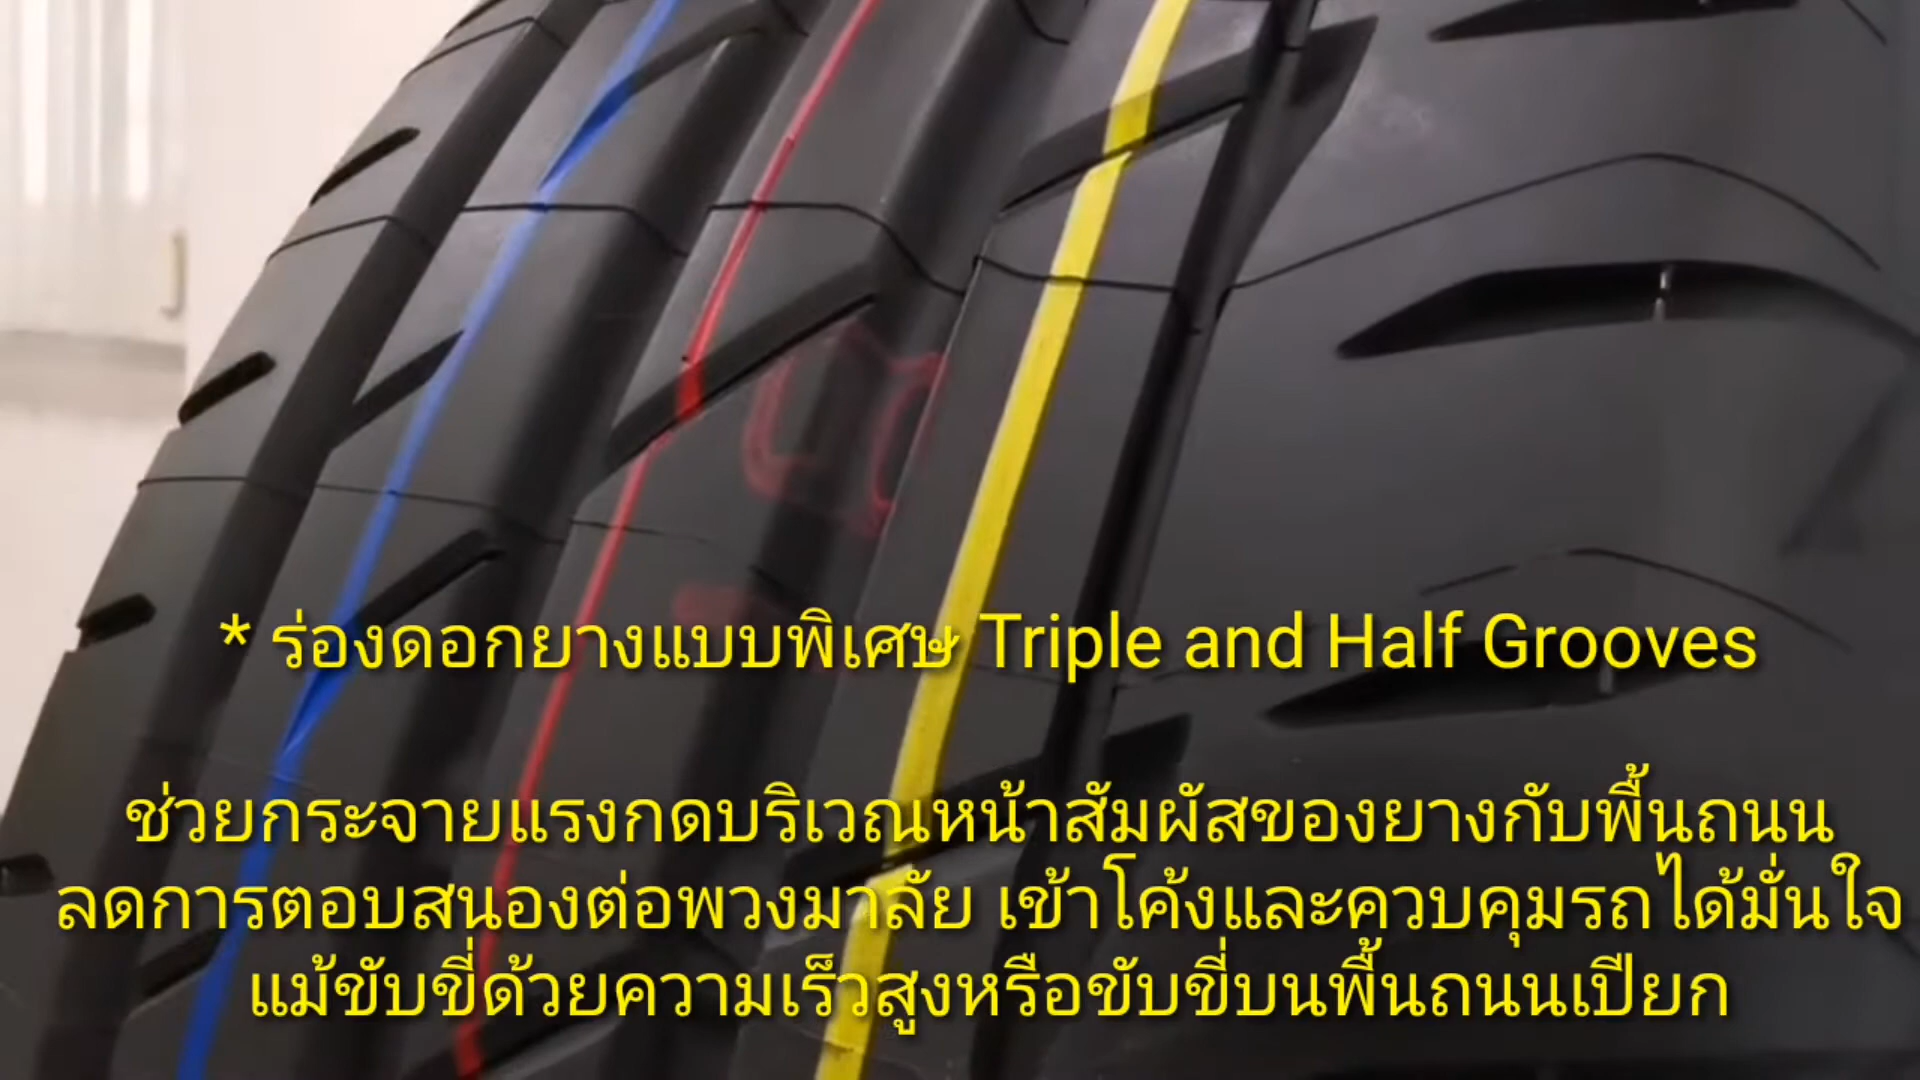 * ร่องดอกยางแบบพิเศษ Triple and Half Grooves
ช่วยกระจายแรงกดบริเวณหน้าสัมผัสของยางกับพื้นถนน
ลดการตอบสนองต่อพวงมาลัย เข้าโค้งและควบคุมรถได้มั่นใจ
แม้ขับขี่ด้วยความเร็วสูงหรือขับขี่บนพื้นถนนเปียก